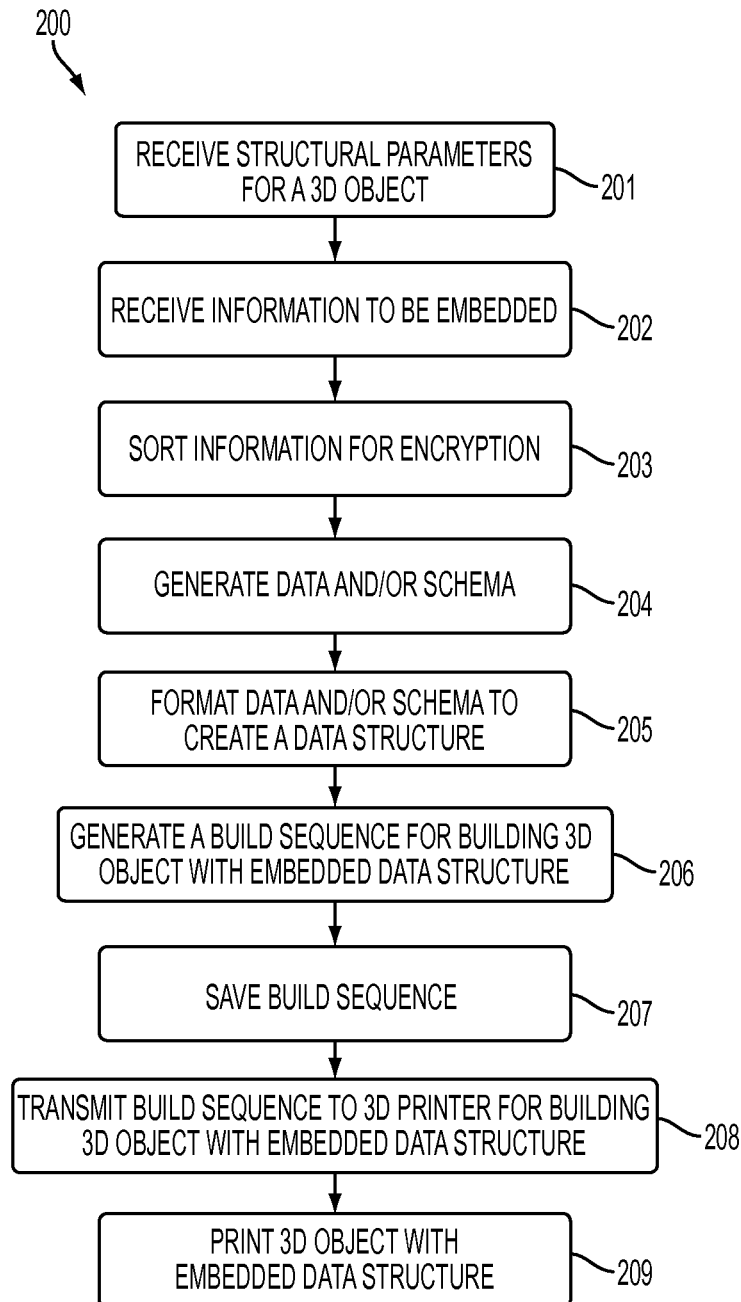 200
RECEIVE STRUCTURAL PARAMETERS
FOR A 3D OBJECT
201
RECEIVE INFORMATION TO BE EMBEDDED
202
SORT INFORMATION FOR ENCRYPTION
203
GENERATE DATA AND/OR SCHEMA
204
FORMAT DATA AND/OR SCHEMA TO
CREATE A DATA STRUCTURE
205
GENERATE A BUILD SEQUENCE FOR BUILDING 3D
OBJECT WITH EMBEDDED DATA STRUCTURE
206
SAVE BUILD SEQUENCE
207
TRANSMIT BUILD SEQUENCE TO 3D PRINTER FOR BUILDING
3D OBJECT WITH EMBEDDED DATA STRUCTURE
208
PRINT 3D OBJECT WITH
EMBEDDED DATA STRUCTURE
209